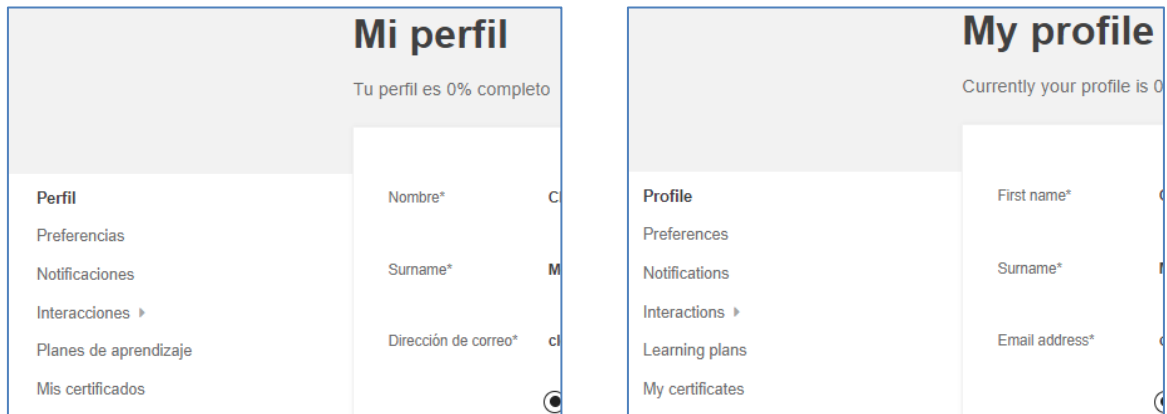 Mi perfil
Tu perfil es 0% completo
Perfil
Preferencias
Notificaciones
Interacciones
Planes de aprendizaje
Mis certificados
Nombre*
Surname*
Dirección de correo*
My profile
Currently your profile is 0
Profile
Preferences
Notifications
Interactions
Learning plans
My certificates
First name*
Surname*
Email address*